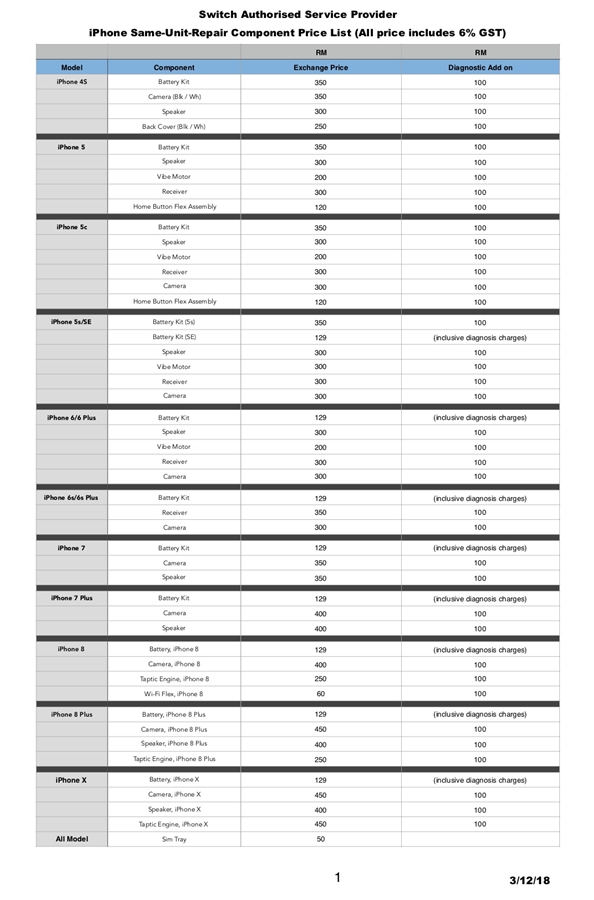 Switch Authorised Service Provider
iPhone Same-Unit-Repair Component Price List (All price includes 6% GST)
RM RM
Model Component Exchange Price Diagnostic Add on
iPhone 4S Battery Kit 350 100
Camera (Blk / Wh) 350 100
Speaker 300 100
Back Cover (Blk / Wh) 250 100
iPhone 5 Battery Kit 350 100
Speaker 300 100
Vibe Motor 200 100
Receiver 300 100
Home Button Flex Assembly 120 100
iPhone 5c Battery Kit 350 100
Speaker 300 100
Vibe Motor 200 100
Receiver 300 100
Camera 300 100
Home Button Flex Assembly 120 100
iPhone 5s/SE Battery Kit (5s) 350 100
Battery Kit (SE) 129 (inclusive diagnosis charges)
Speaker 300 100
Vibe Motor 300 100
Receiver 300 100
Camera 300 100
iPhone 6/6 Plus Battery Kit 129 (inclusive diagnosis charges)
Speaker 300 100
Vibe Motor 200 100
Receiver 300 100
Camera 300 100
iPhone 6s/6s Plus Battery Kit 129 (inclusive diagnosis charges)
Receiver 350 100
Camera 300 100
iPhone 7 Battery Kit 129 (inclusive diagnosis charges)
Camera 350 100
Speaker 350 100
iPhone 7 Plus Battery Kit 129 (inclusive diagnosis charges)
Camera 400 100
Speaker 400 100
iPhone 8 Battery, iPhone 8 129 (inclusive diagnosis charges)
Camera, iPhone 8 400 100
Taptic Engine, iPhone 8 250 100
Wi-Fi Flex, iPhone 8 60 100
iPhone 8 Plus Battery, iPhone 8 Plus 129 (inclusive diagnosis charges)
Camera, iPhone 8 Plus 450 100
Speaker, iPhone 8 Plus 400 100
Taptic Engine, iPhone 8 Plus 250 100
iPhone X Battery, iPhone X 129 (inclusive diagnosis charges)
Camera, iPhone X 450 100
Speaker, iPhone X 400 100
Taptic Engine, iPhone X 450 100
All Model Sim Tray 50
1
3/12/18